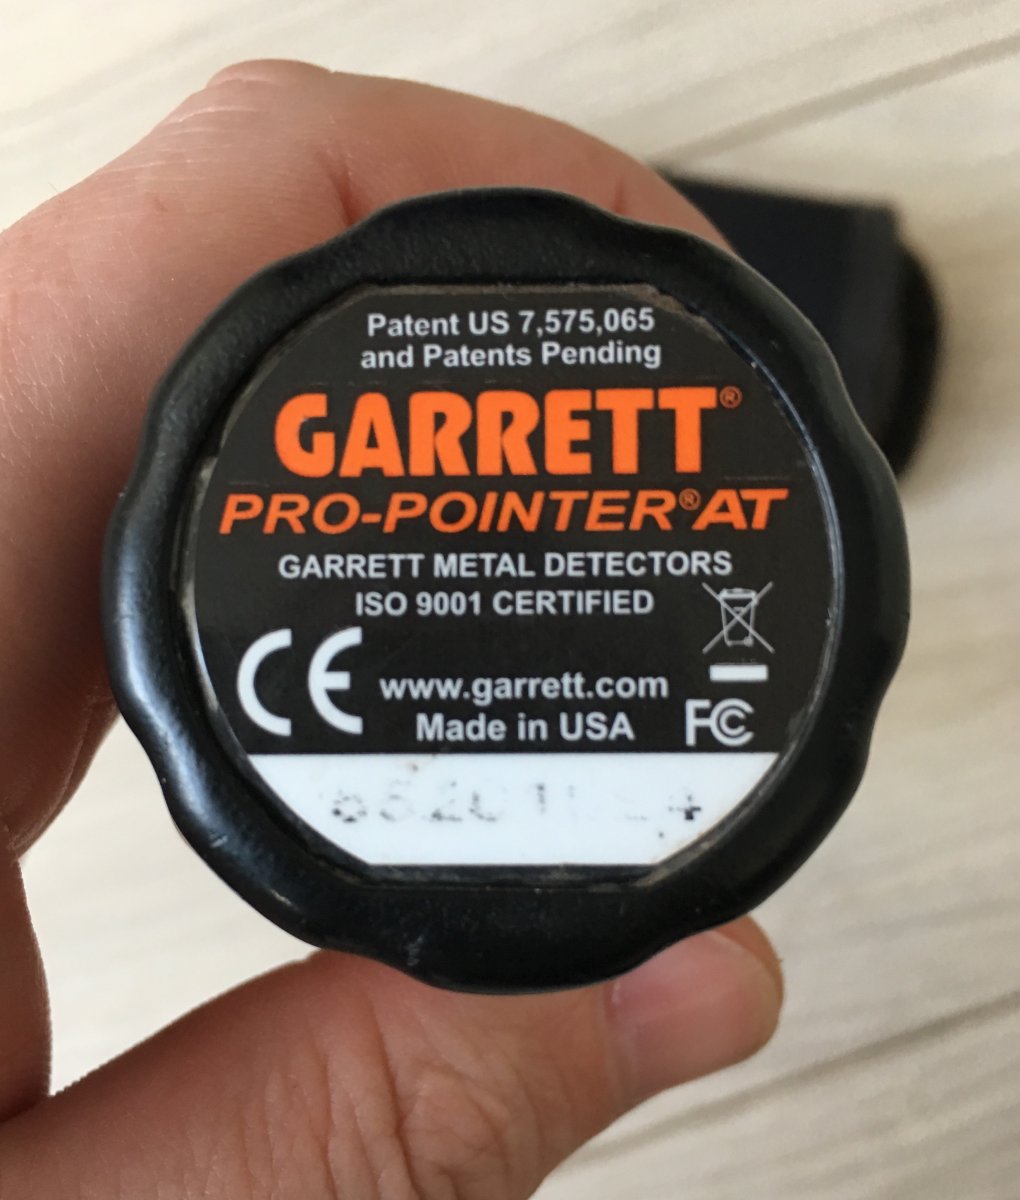 Patent US 7,575,065
and Patents Pending
GARRETT®
PRO-POINTER® AT
GARRETT METAL DETECTORS
ISO 9001 CERTIFIED
CE
www.garrett.com
Made in USA
FC